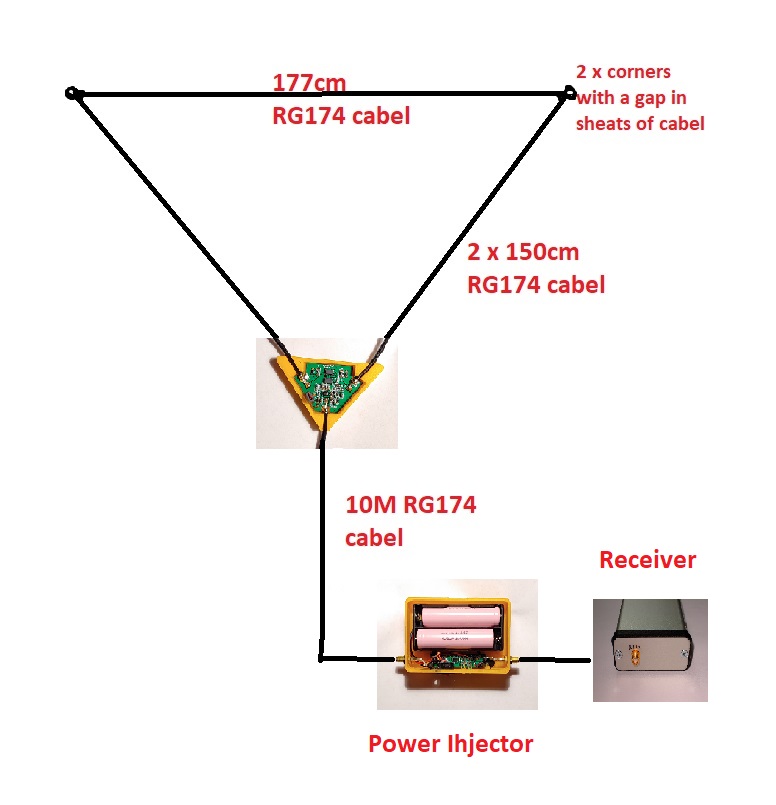 177cm
RG174 cabel
2 x corners
with a gap in
sheats of cabel
2 x 150cm
RG174 cabel
10M RG174
cabel
Receiver
Power Ihjector